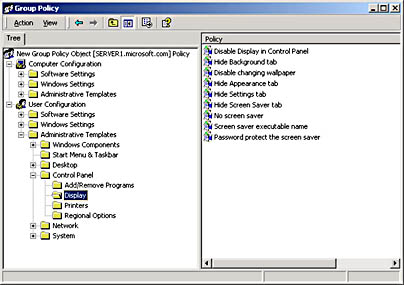 Group Policy
Action View
Tree
New Group Policy Object [SERVER1.microsoft.com] Policy
Computer Configuration
Software Settings
Windows Settings
Administrative Templates
User Configuration
Software Settings
Windows Settings
Administrative Templates
Windows Components
Start Menu & Taskbar
Desktop
Control Panel
Add/Remove Programs
Display
Printers
Regional Options
Network
System
Policy
Disable Display in Control Panel
Hide Background tab
Disable changing wallpaper
Hide Appearance tab
Hide Settings tab
Hide Screen Saver tab
No screen saver
Screen saver executable name
Password protect the screen saver